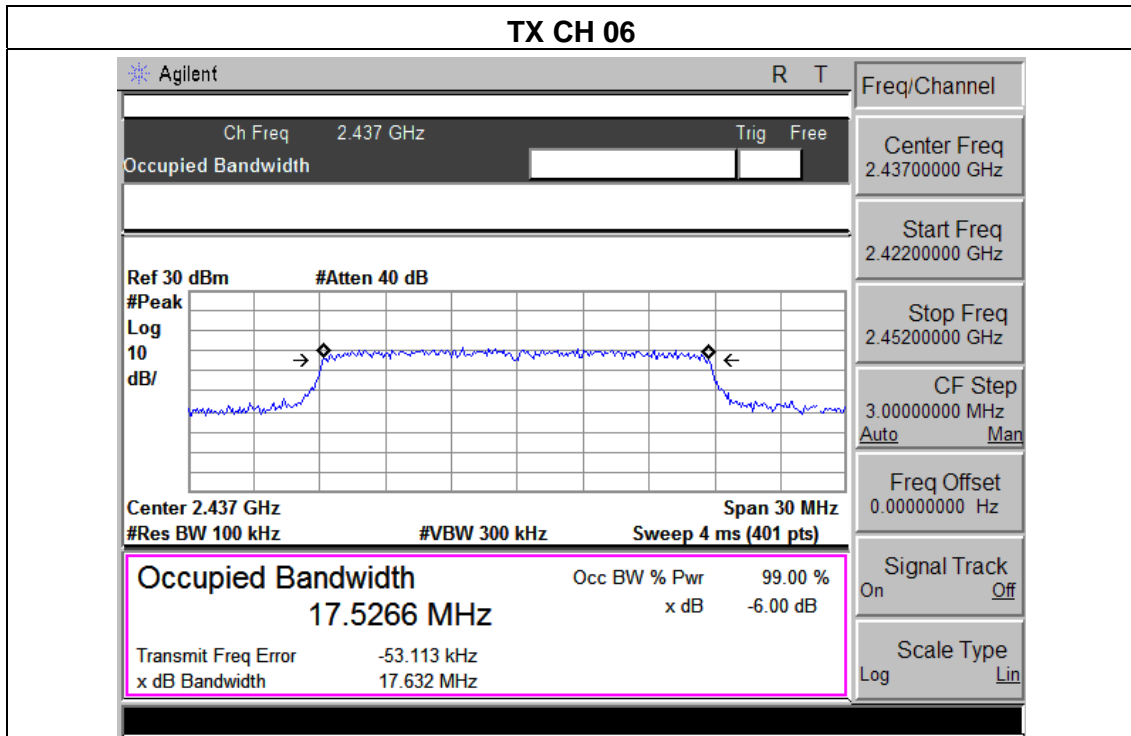 TX CH 06
Agilent R T
Freq/Channel
Ch Freq 2.437 GHz Trig Free
Occupied Bandwidth
Center Freq
2.43700000 GHz
Start Freq
2.42200000 GHz
Stop Freq
2.45200000 GHz
CF Step
3.00000000 MHz
Auto Man
Freq Offset
0.00000000 Hz
Signal Track
On Off
Scale Type
Log Lin
Ref 30 dBm #Atten 40 dB
#Peak
Log
10
dB/
Center 2.437 GHz Span 30 MHz
#Res BW 100 kHz #VBW 300 kHz Sweep 4 ms (401 pts)
Occupied Bandwidth Occ BW % Pwr 99.00 %
17.5266 MHz x dB -6.00 dB
Transmit Freq Error -53.113 kHz
x dB Bandwidth 17.632 MHz